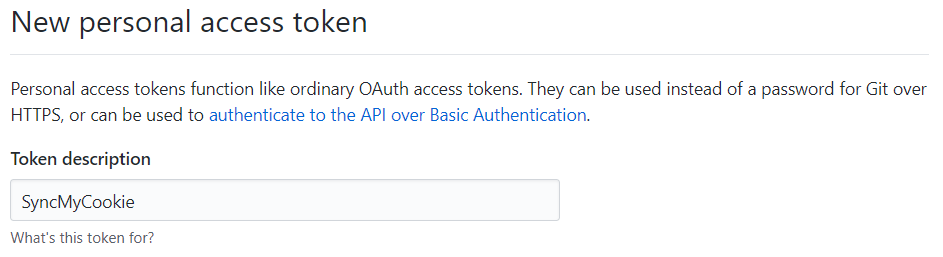 New personal access token
Personal access tokens function like ordinary OAuth access tokens. They can be used instead of a password for Git over
HTTPS, or can be used to authenticate to the API over Basic Authentication.
Token description
SyncMyCookie
What's this token for?